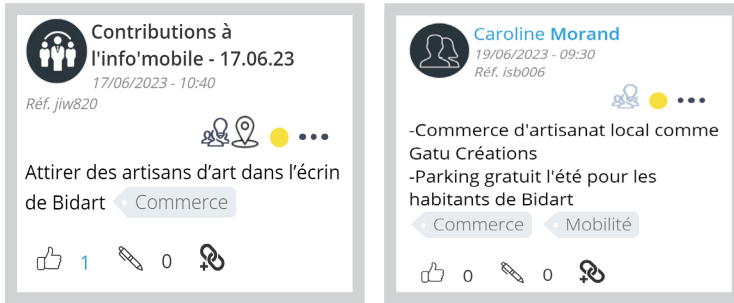 Contributions à
l'info'mobile - 17.06.23
17/06/2023 - 10:40
Réf. jiw820
Attirer des artisans d’art dans l’écrin
de Bidart Commerce
1 0
Caroline Morand
19/06/2023 - 09:30
Réf. isb006
-Commerce d'artisanat local comme
Gatu Créations
-Parking gratuit l'été pour les
habitants de Bidart
Commerce Mobilité
0 0